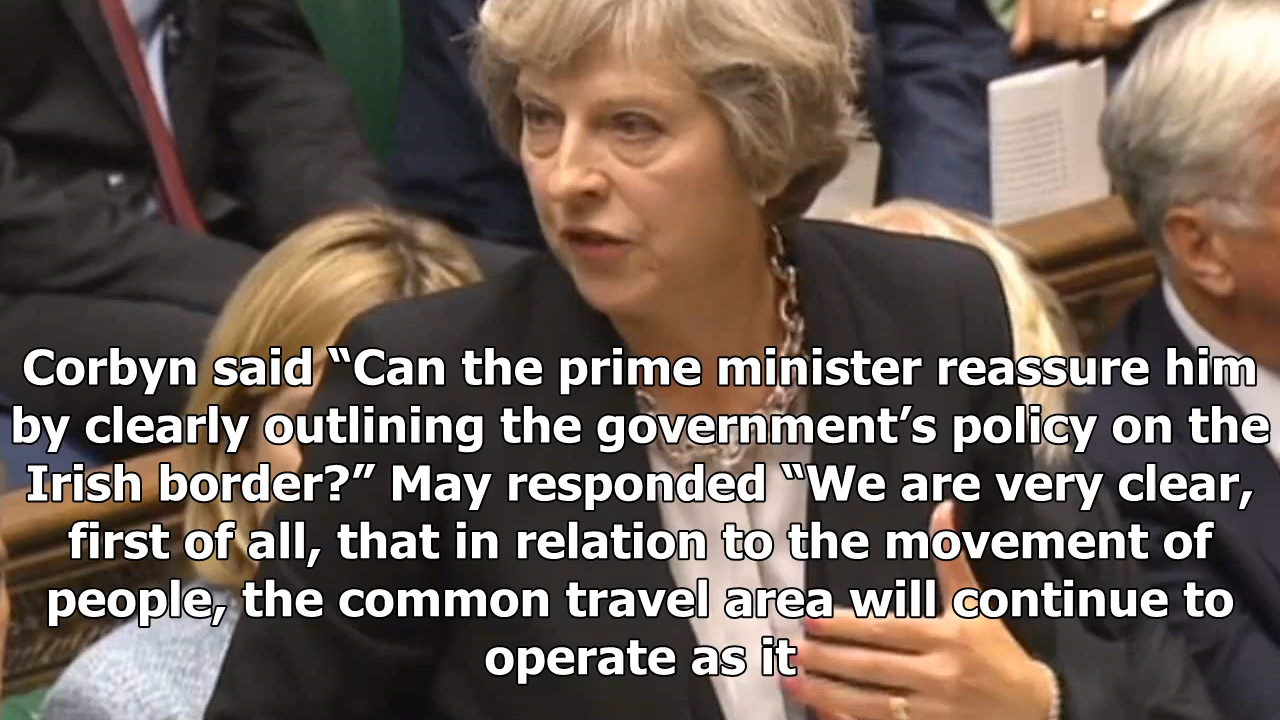 Corbyn said “Can the prime minister reassure him
by clearly outlining the government’s policy on the
Irish border?” May responded “We are very clear,
first of all, that in relation to the movement of
people, the common travel area will continue to
operate as it